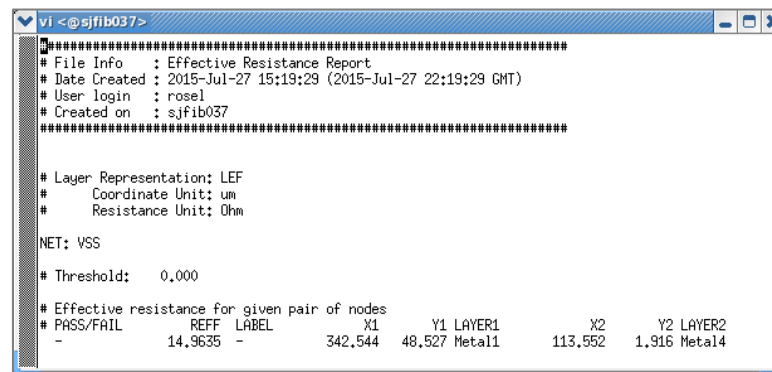 vi <@sjfib037>
######################################################################
# File Info    : Effective Resistance Report
# Date Created : 2015-Jul-27 15:19:29 (2015-Jul-27 22:19:29 GMT)
# User login   : rosel
# Created on   : sjfib037
######################################################################
# Layer Representation: LEF
#      Coordinate Unit: um
#      Resistance Unit: Ohm
NET: VSS
# Threshold:    0.000
# Effective resistance for given pair of nodes
# PASS/FAIL         REFF  LABEL            X1       Y1 LAYER1            X2       Y2 LAYER2
  -              14.9635  -           342.544   48.527 Metal1       113.552    1.916 Metal4